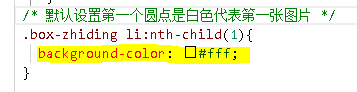 /* 默认设置第一个圆点是白色代表第一张图片 */
.box-zhiding li:nth-child(1){
background-color: #fff;
}